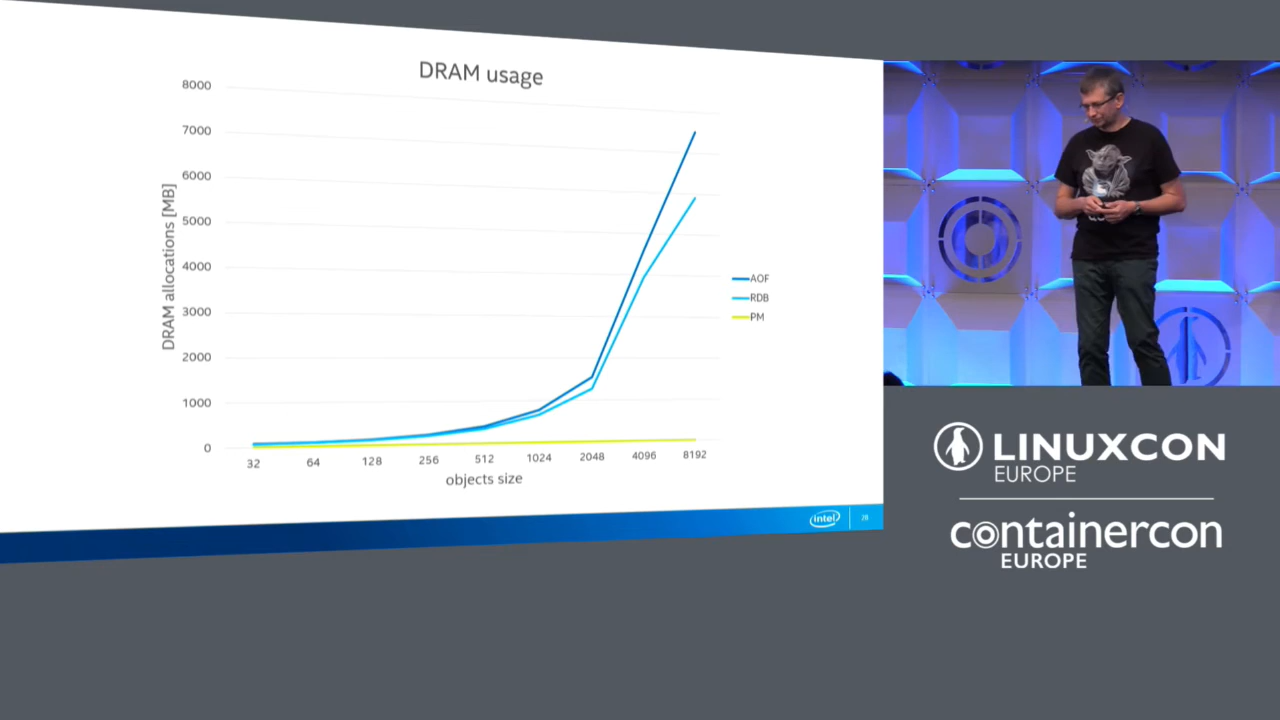 DRAM usage
8000
7000
6000
5000
4000
3000
2000
1000
0
DRAM allocations [MB]
32 64 128 256 512 1024 2048 4096 8192
objects size
AOF
RDB
PM
intel
28
LINUXCON
EUROPE
containercon
EUROPE